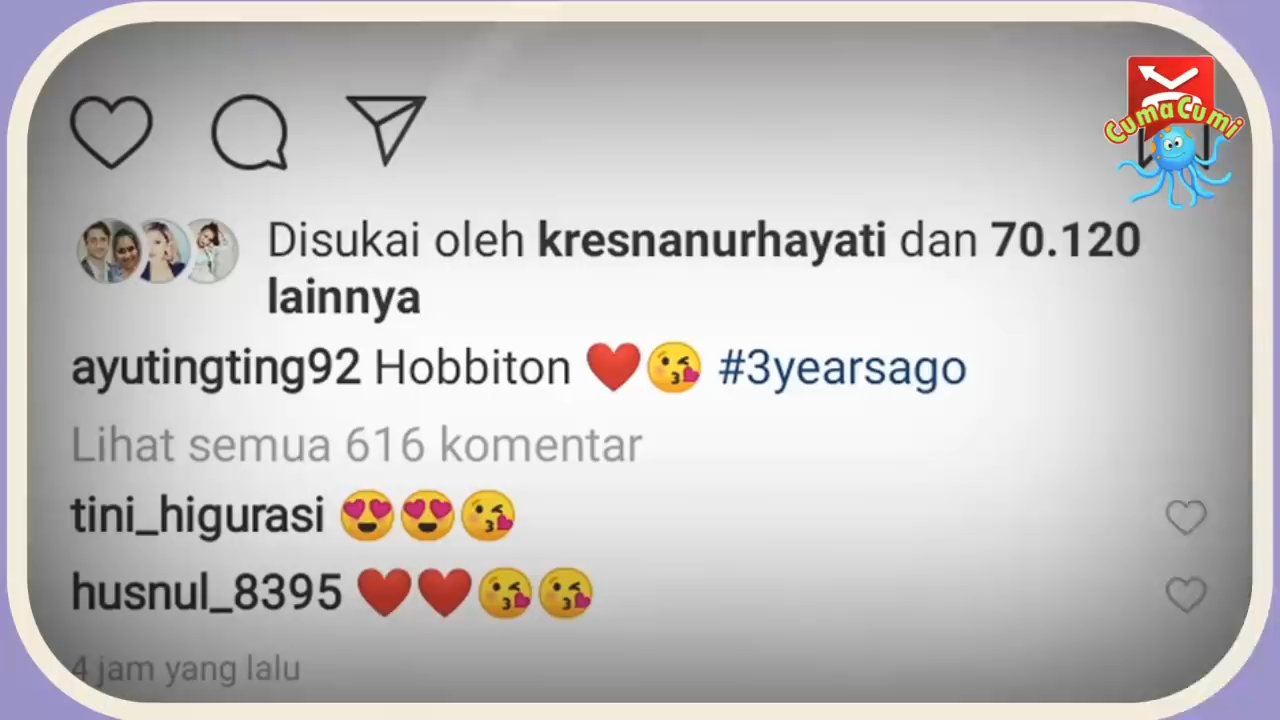 CumaCumi
Disukai oleh kresnanurhayati dan 70.120
lainnya
ayutingting92 Hobbiton ❤️😘 #3yearsago
Lihat semua 616 komentar
tini_higurasi 😍😍😘
husnul_8395 ❤️❤️😘😘
4 jam yang lalu